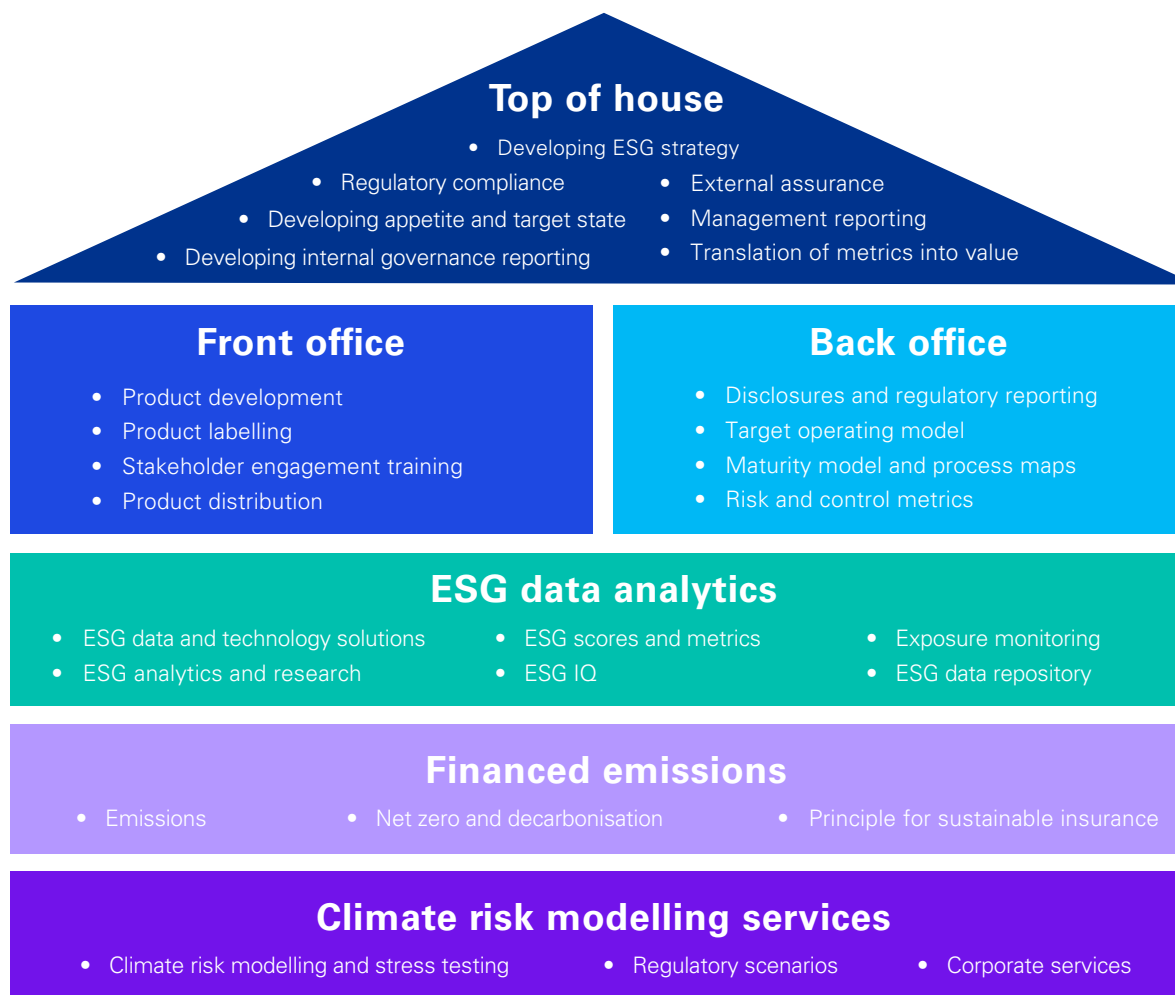 Top of house
• Developing ESG strategy
• Regulatory compliance
• Developing appetite and target state
• Developing internal governance reporting
• External assurance
• Management reporting
• Translation of metrics into value
Front office
• Product development
• Product labelling
• Stakeholder engagement training
• Product distribution
Back office
• Disclosures and regulatory reporting
• Target operating model
• Maturity model and process maps
• Risk and control metrics
ESG data analytics
• ESG data and technology solutions
• ESG analytics and research
• ESG scores and metrics
• ESG IQ
• Exposure monitoring
• ESG data repository
Financed emissions
• Emissions
• Net zero and decarbonisation
• Principle for sustainable insurance
Climate risk modelling services
• Climate risk modelling and stress testing
• Regulatory scenarios
• Corporate services